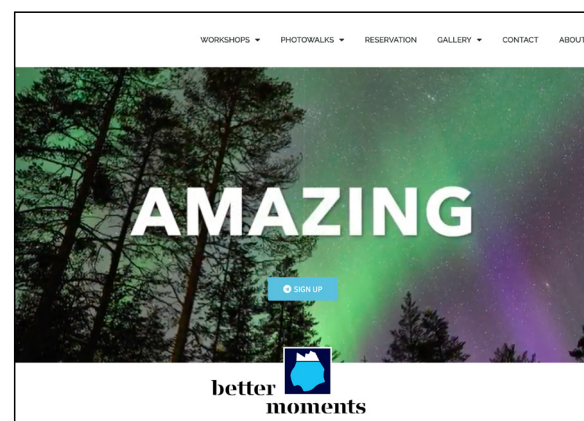 WORKSHOPS PHOTOWALKS RESERVATION GALLERY CONTACT ABOUT
AMAZING
SIGN UP
better
moments